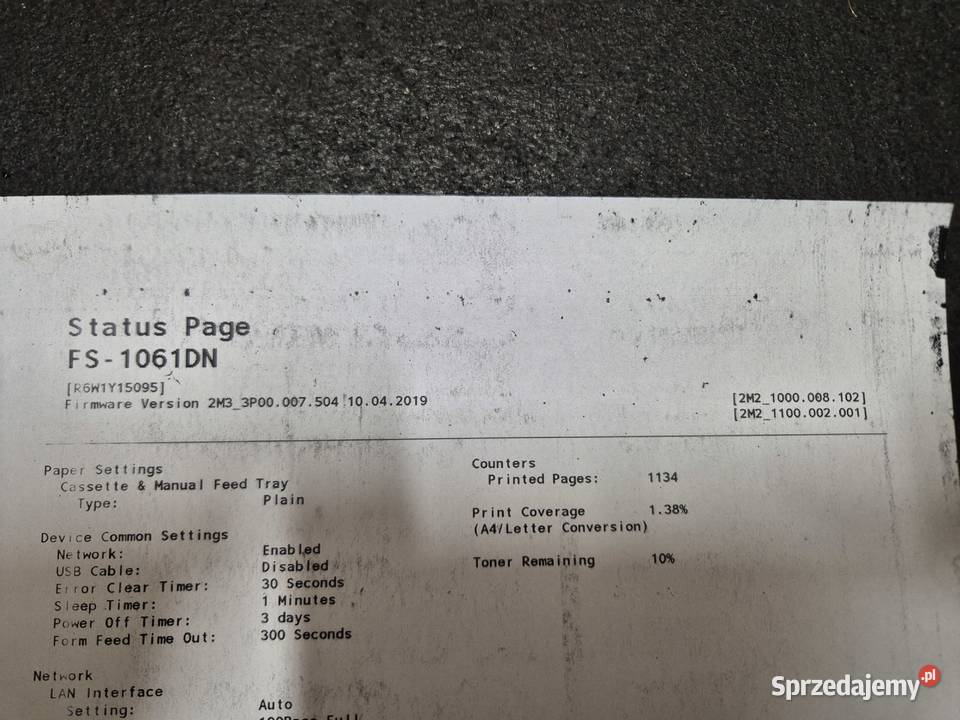 Status Page
FS-1061DN
[R6W1Y15095]
Firmware Version 2M3_3P00.007.504 10.04.2019
[2M2_1000.008.102]
[2M2_1100.002.001]
Paper Settings
Cassette & Manual Feed Tray
Type: Plain
Device Common Settings
Network: Enabled
USB Cable: Disabled
Error Clear Timer: 30 Seconds
Sleep Timer: 1 Minutes
Power Off Timer: 3 days
Form Feed Time Out: 300 Seconds
Network
LAN Interface
Setting: Auto
Counters
Printed Pages: 1134
Print Coverage 1.38%
(A4/Letter Conversion)
Toner Remaining 10%
Sprzedajemy.pl